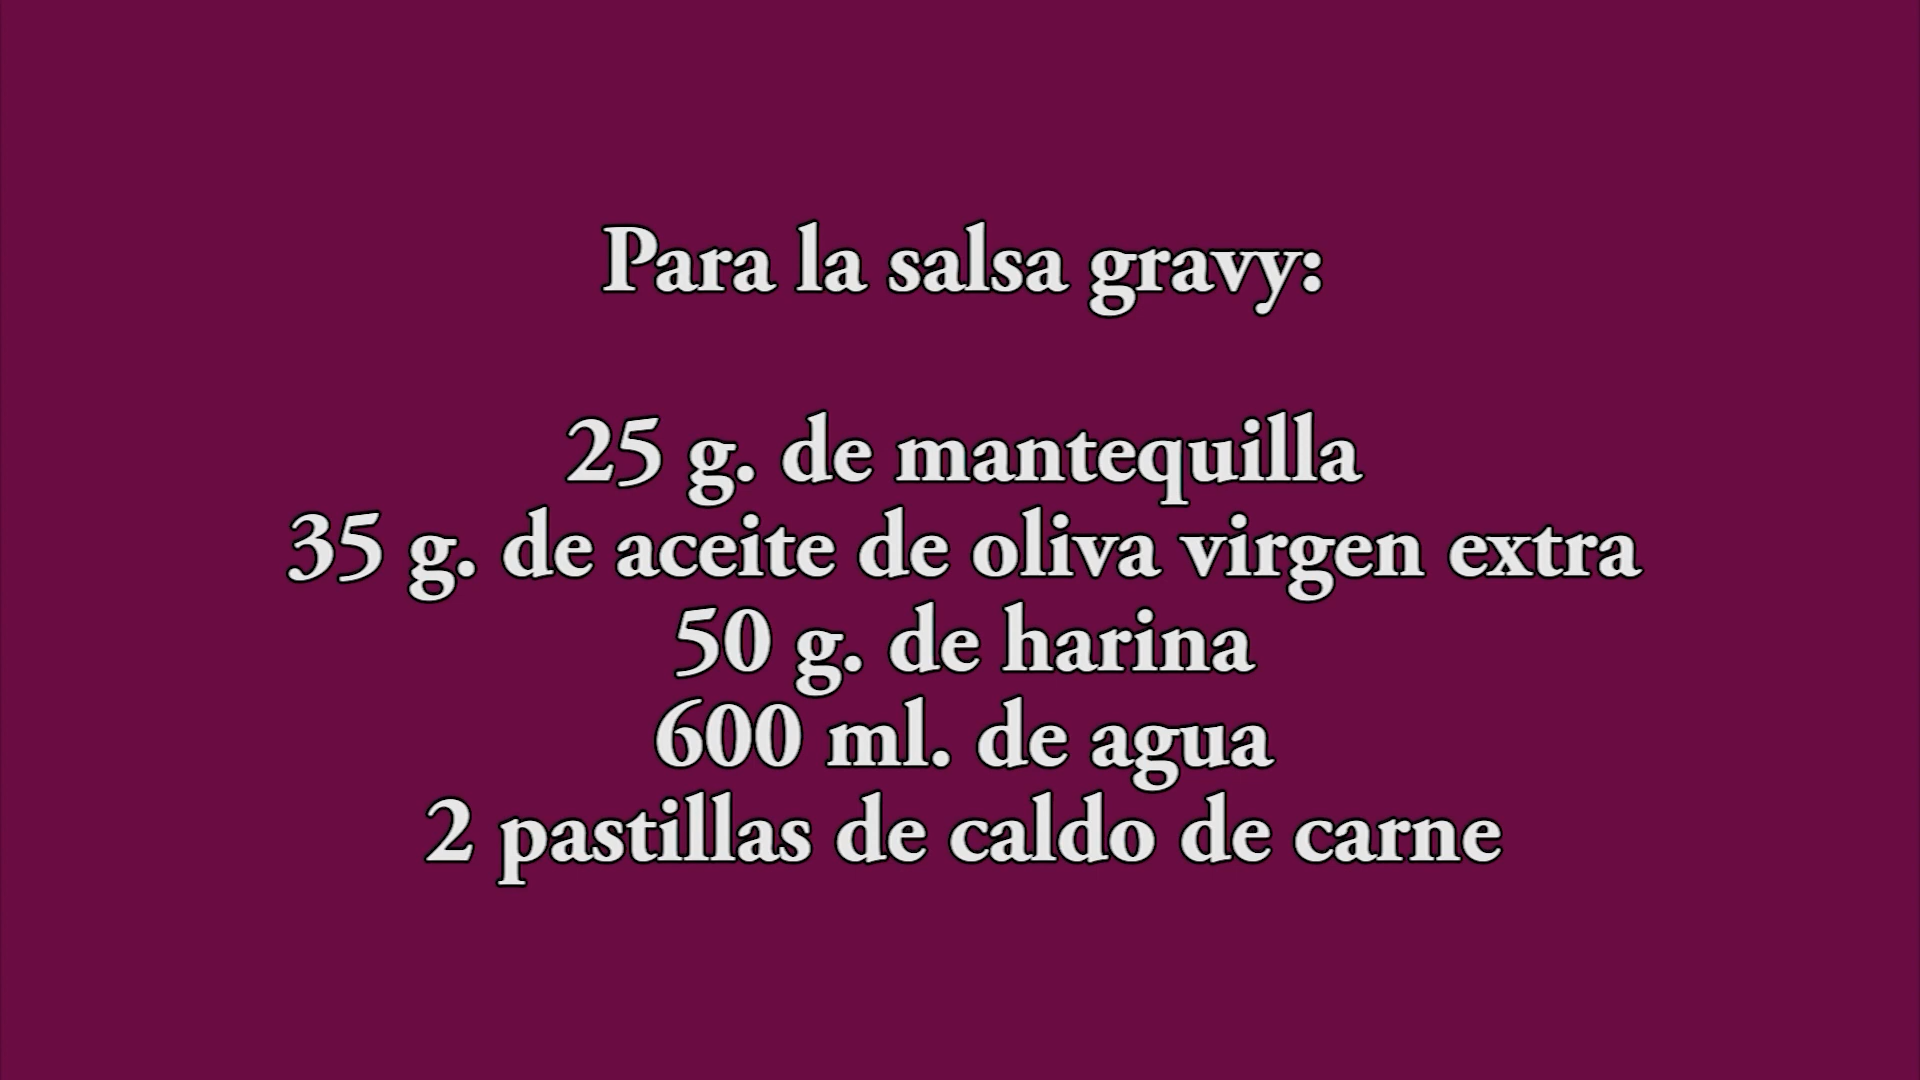 Para la salsa gravy:
25 g. de mantequilla
35 g. de aceite de oliva virgen extra
50 g. de harina
600 ml. de agua
2 pastillas de caldo de carne